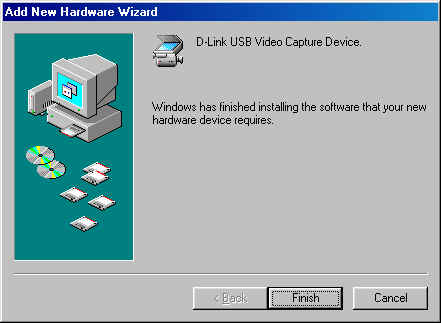 Add New Hardware Wizard
D-Link USB Video Capture Device.
Windows has finished installing the software that your new
hardware device requires.
< Back
Finish
Cancel